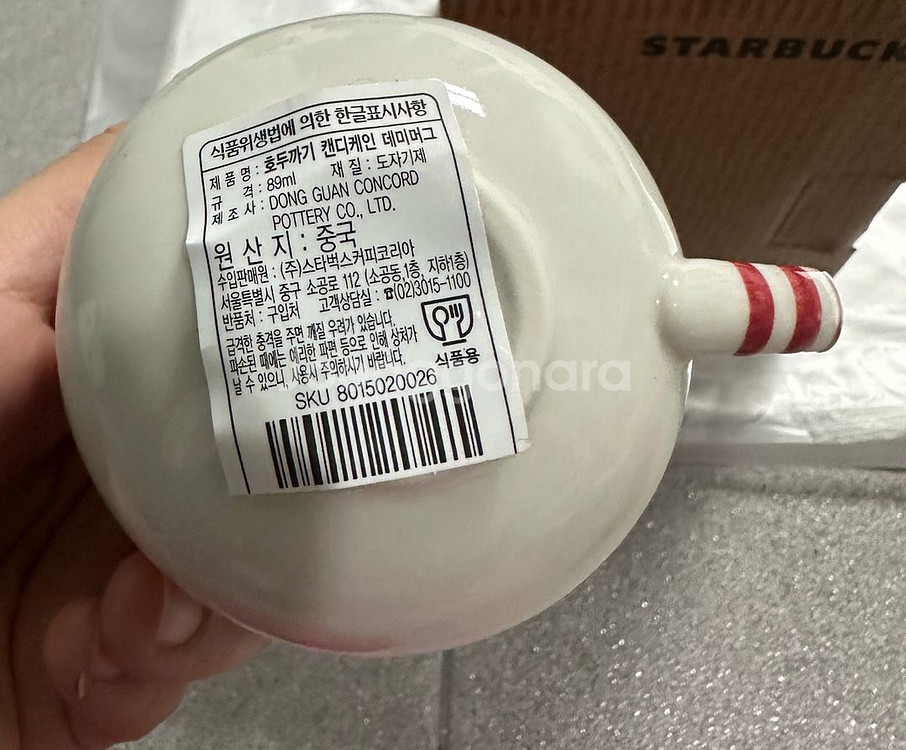 STARBUCK
식품위생법에 의한 한글표시사항
제 품 명 : 호두까기 캔디케인 데미머그
규 격 : 89ml 재 질 : 도자기제
제 조 사 : DONG GUAN CONCORD
POTTERY CO., LTD.
원 산 지 : 중국
수입판매원 : (주)스타벅스커피코리아
서울특별시 중구 소공로 112 (소공동,1층, 지하1층)
반품처 : 구입처 고객상담실 : ☎(02)3015-1100
급격한 충격을 주면 깨질 우려가 있습니다.
파손된 때에는 예리한 파편 등으로 인해 상처가
날 수 있으니, 사용시 주의하시기 바랍니다.
식품용
SKU 8015020026
gonara